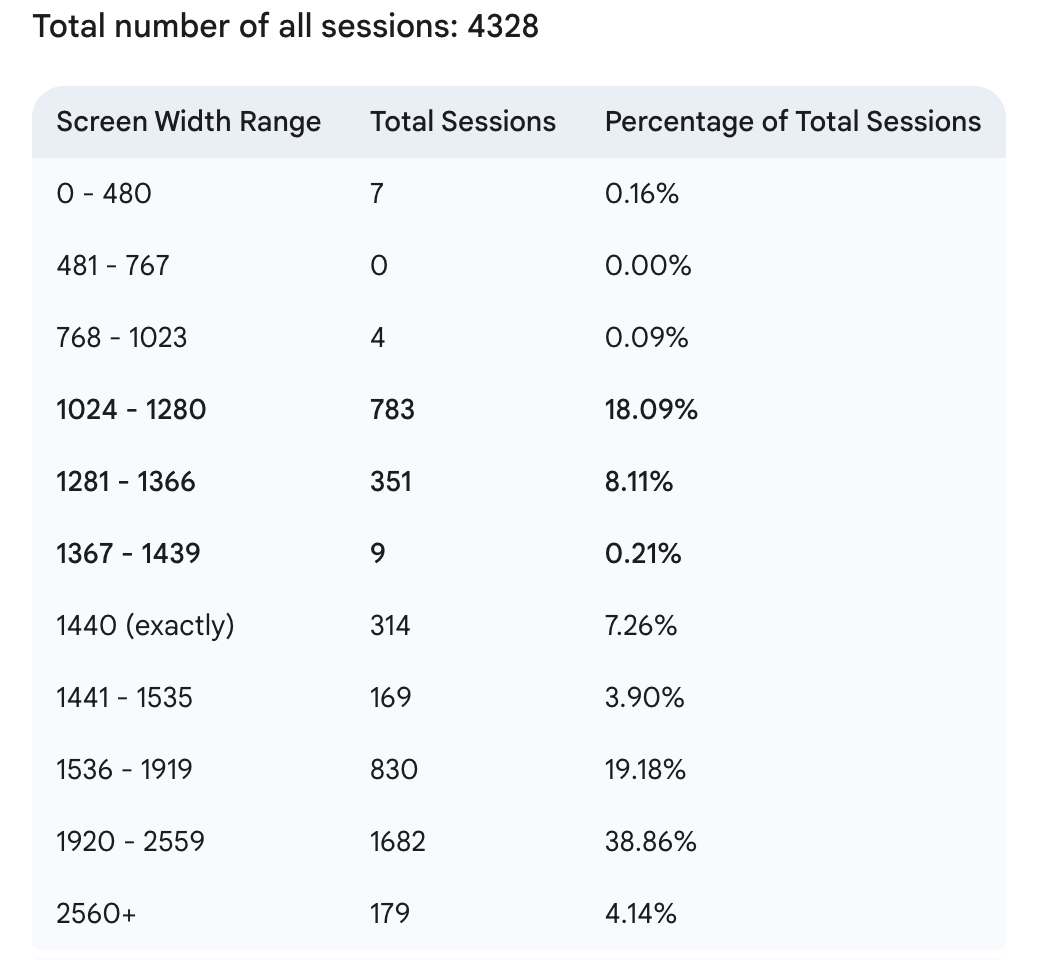 Total number of all sessions: 4328
Screen Width Range Total Sessions Percentage of Total Sessions
0 - 480 7 0.16%
481 - 767 0 0.00%
768 - 1023 4 0.09%
1024 - 1280 783 18.09%
1281 - 1366 351 8.11%
1367 - 1439 9 0.21%
1440 (exactly) 314 7.26%
1441 - 1535 169 3.90%
1536 - 1919 830 19.18%
1920 - 2559 1682 38.86%
2560+ 179 4.14%